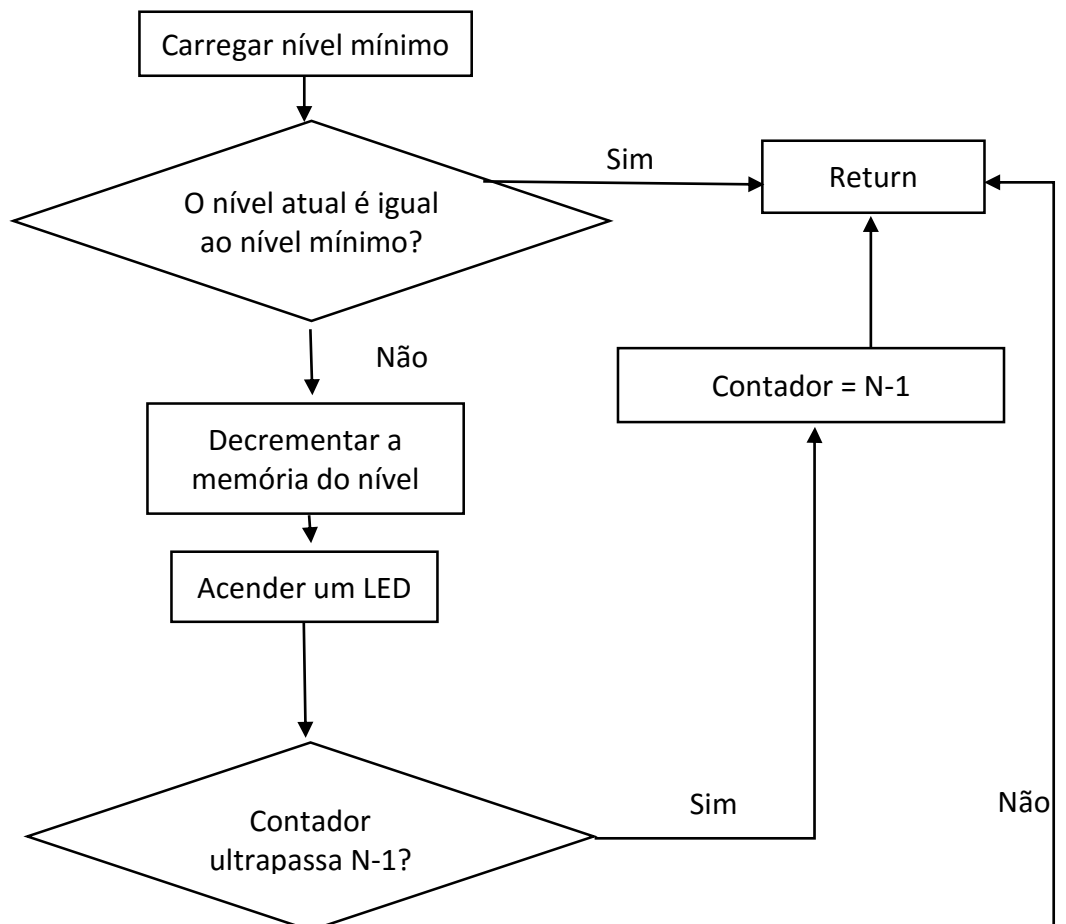 Carregar nível mínimo
Sim
Return
O nível atual é igual
ao nível mínimo?
Não
Contador = N-1
Decrementar a
memória do nível
Acender um LED
Sim
Não
Contador
ultrapassa N-1?